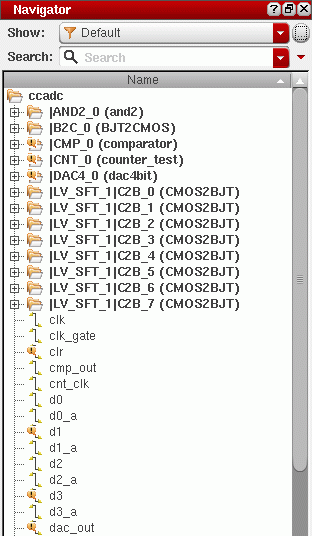 Navigator
Show: Default
Search: Search
Name
ccadc
|AND2_0 (and2)
|B2C_0 (BJT2CMOS)
|CMP_0 (comparator)
|CNT_0 (counter_test)
|DAC4_0 (dac4bit)
|LV_SFT_1|C2B_0 (CMOS2BJT)
|LV_SFT_1|C2B_1 (CMOS2BJT)
|LV_SFT_1|C2B_2 (CMOS2BJT)
|LV_SFT_1|C2B_3 (CMOS2BJT)
|LV_SFT_1|C2B_4 (CMOS2BJT)
|LV_SFT_1|C2B_5 (CMOS2BJT)
|LV_SFT_1|C2B_6 (CMOS2BJT)
|LV_SFT_1|C2B_7 (CMOS2BJT)
clk
clk_gate
clr
cmp_out
cnt_clk
d0
d0_a
d1
d1_a
d2
d2_a
d3
d3_a
dac_out